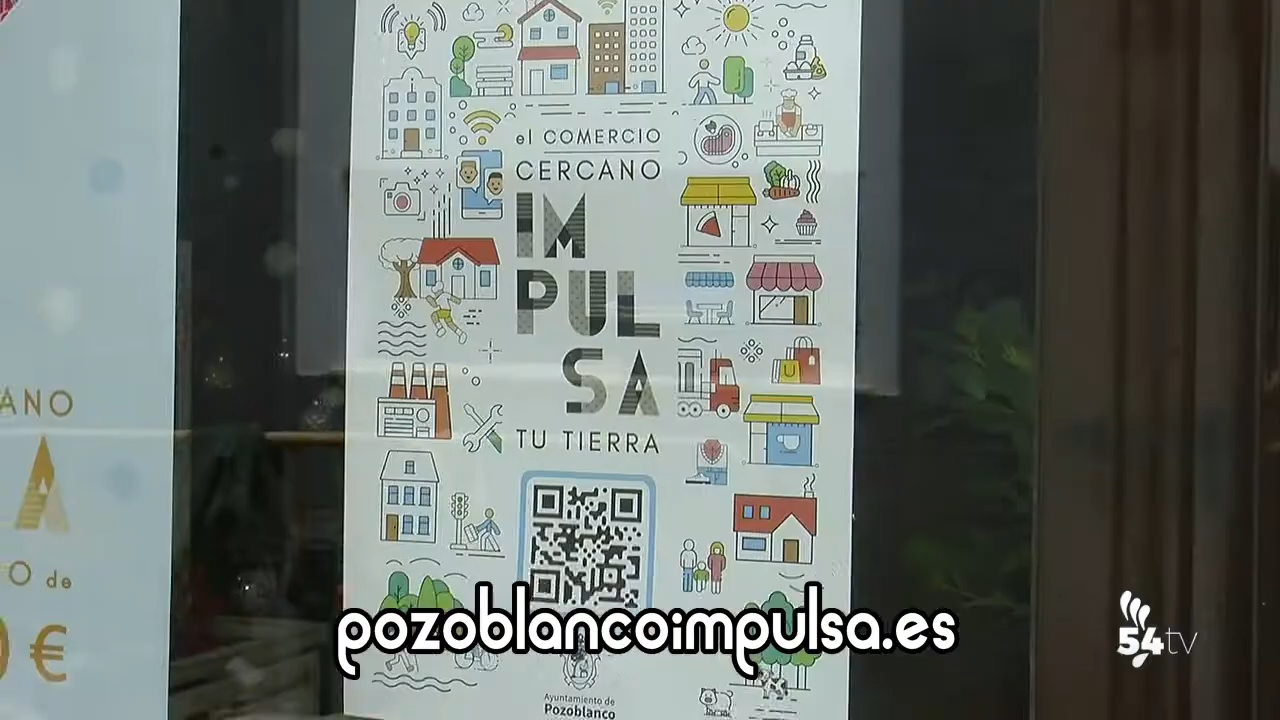 el COMERCIO
CERCANO
IM
PUL
SA
TU TIERRA
pozoblancoimpulsa.es
Ayuntamiento de
Pozoblanco
ANO
A
O de
€
54tv